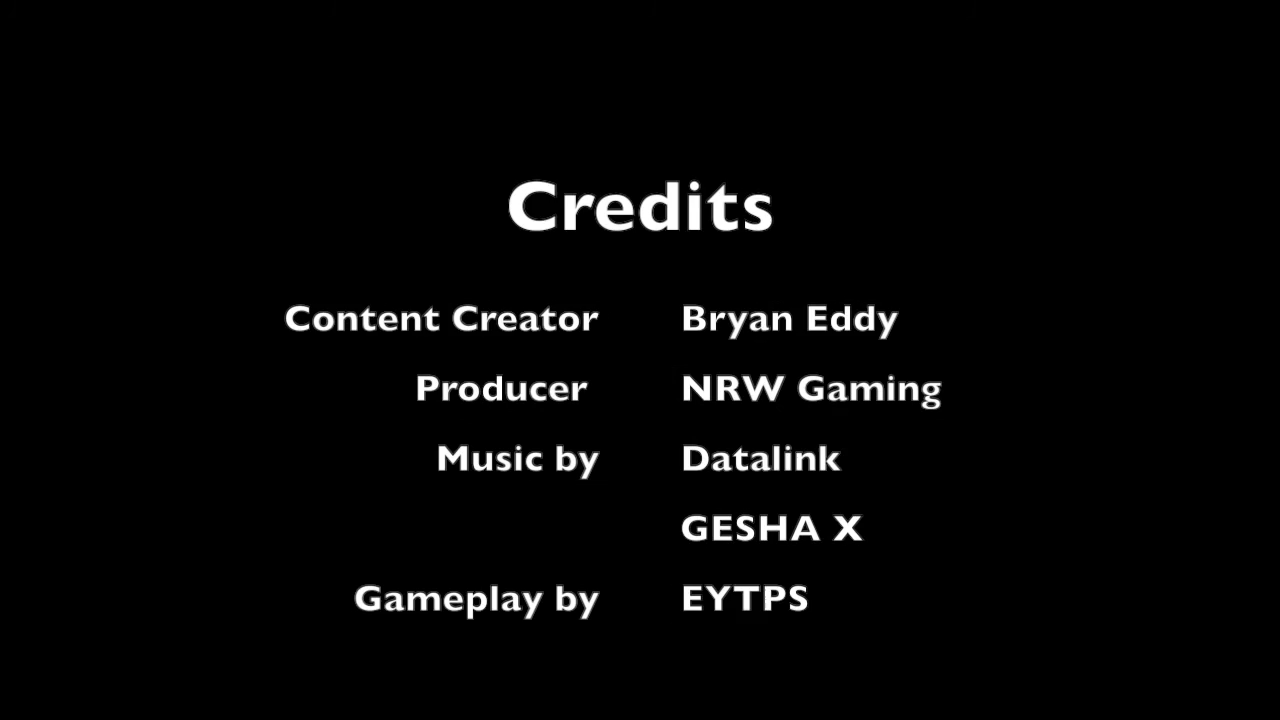 Credits
Content Creator Bryan Eddy
Producer NRW Gaming
Music by Datalink
GESHA X
Gameplay by EYTPS